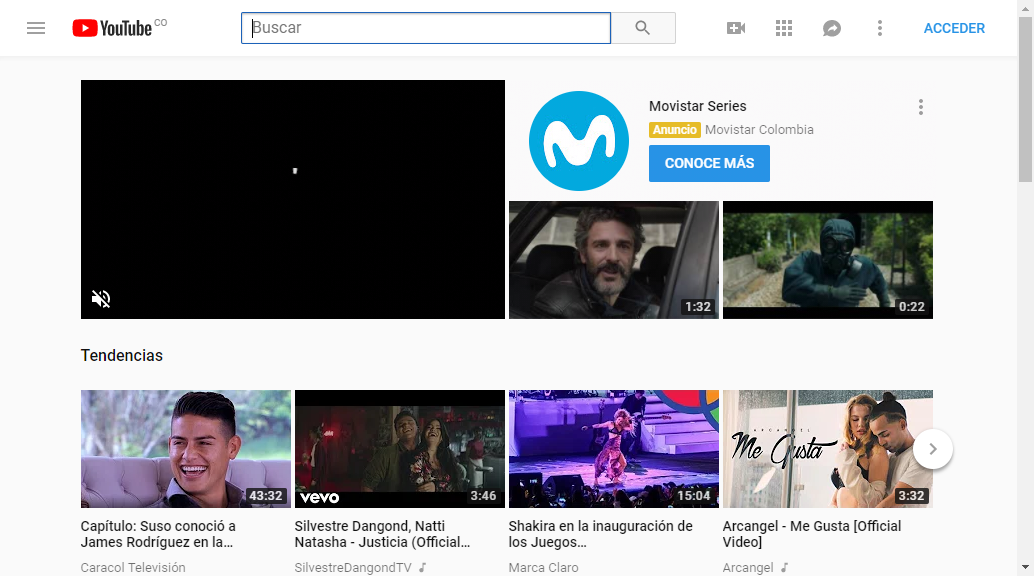 YouTube CO
Buscar
ACCEDER
Movistar Series
Anuncio Movistar Colombia
CONOCE MÁS
1:32
0:22
Tendencias
43:32
vevo
3:46
15:04
ARCANGEL
Me Gusta
3:32
Capítulo: Suso conoció a
James Rodríguez en la…
Caracol Televisión
Silvestre Dangond, Natti
Natasha - Justicia (Official…
SilvestreDangondTV
Shakira en la inauguración de
los Juegos…
Marca Claro
Arcangel - Me Gusta [Official
Video]
Arcangel